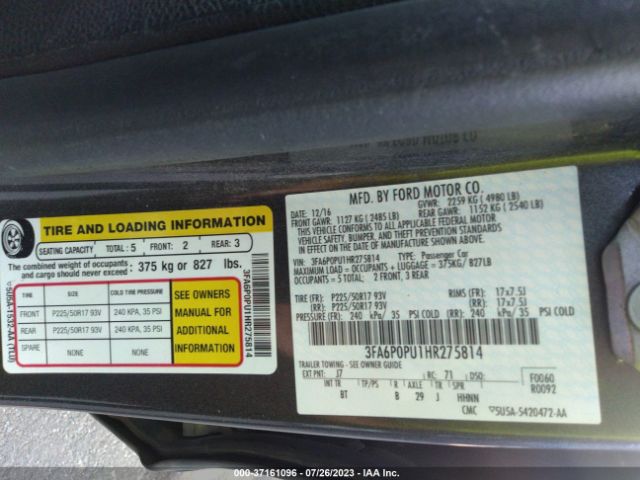 TIRE AND LOADING INFORMATION
SEATING CAPACITY TOTAL: 5 FRONT: 2 REAR: 3
The combined weight of occupants and cargo should never exceed: 375 kg or 827 lbs.
TIRE SIZE COLD TIRE PRESSURE
FRONT P225/50R17 93V 240 KPA, 35 PSI
REAR P225/50R17 93V 240 KPA, 35 PSI
SPARE NONE NONE
SEE OWNERS
MANUAL FOR
ADDITIONAL
INFORMATION
3FA6P0PU1HR275814
5U5A-1532-AA (TLU)
MFD. BY FORD MOTOR CO.
12/16 GVWR: 2259 KG ( 4980 LB)
FRONT GAWR: 1127 KG ( 2485 LB) REAR GAWR: 1152 KG ( 2540 LB)
THIS VEHICLE CONFORMS TO ALL APPLICABLE FEDERAL MOTOR
VEHICLE SAFETY, BUMPER, AND THEFT PREVENTION STANDARDS
IN EFFECT ON THE DATE OF MANUFACTURE SHOWN ABOVE.
VIN: 3FA6P0PU1HR275814 TYPE: Passenger Car
MAXIMUM LOAD = OCCUPANTS + LUGGAGE = 375KG/ 827LB
OCCUPANTS: 5 TOTAL: 2 FRONT, 3 REAR
TIRE (FR): P225/50R17 93V RIMS (FR): 17x7.5J
(RR): P225/50R17 93V (RR): 17x7.5J
PRESSURE (FR): 240 kPa/ 35 PSI COLD (RR): 240 kPa/ 35 PSI COLD
3FA6P0PU1HR275814
TRAILER TOWING - SEE OWNER GUIDE
EXT PNT: J7 RC: 71 DSO: F0060
R0092
INT TR TP/PS R AXLE TR SPR
BT B 29 J HHNN
CMC 5U5A-5420472-AA
000-37161096 - 07/26/2023 - IAA Inc.